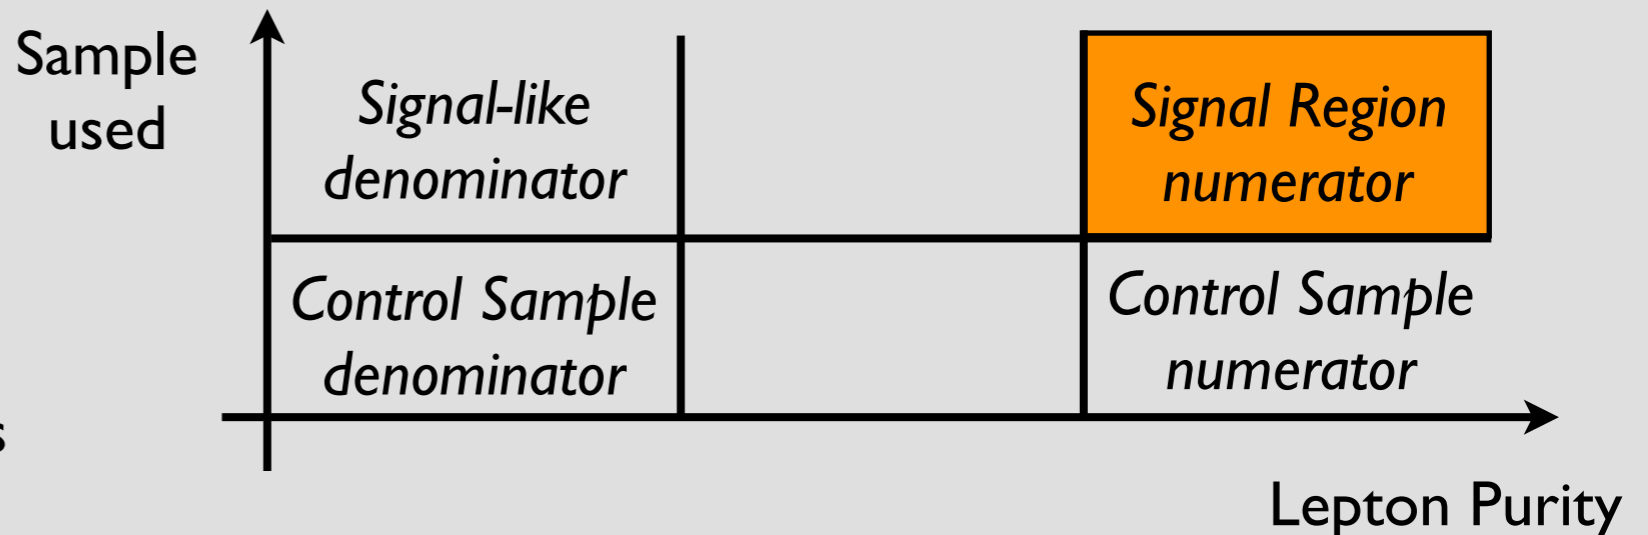 Sample
used
Signal-like
denominator
Signal Region
numerator
Control Sample
denominator
Control Sample
numerator
s
Lepton Purity